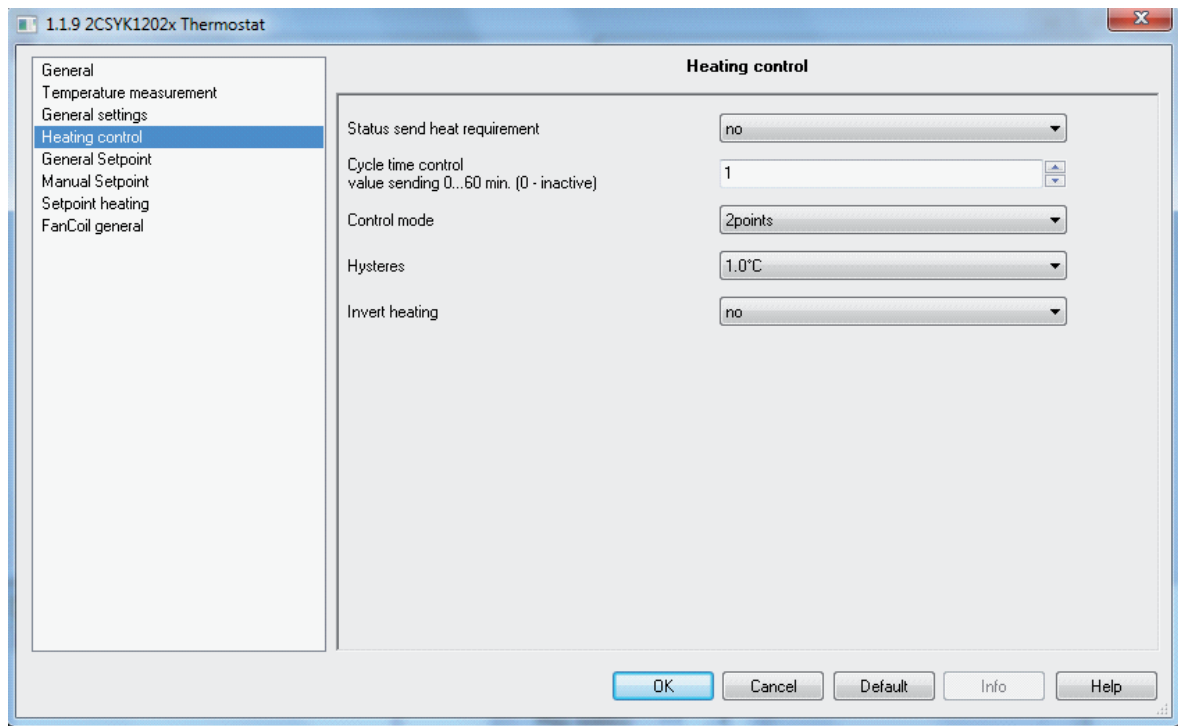 1.1.9 2CSYK1202x Thermostat
General
Temperature measurement
General settings
Heating control
General Setpoint
Manual Setpoint
Setpoint heating
FanCoil general
Heating control
Status send heat requirement
no
Cycle time control
value sending 0...60 min. (0 - inactive)
1
Control mode
2points
Hysteres
1.0°C
Invert heating
no
OK
Cancel
Default
Info
Help